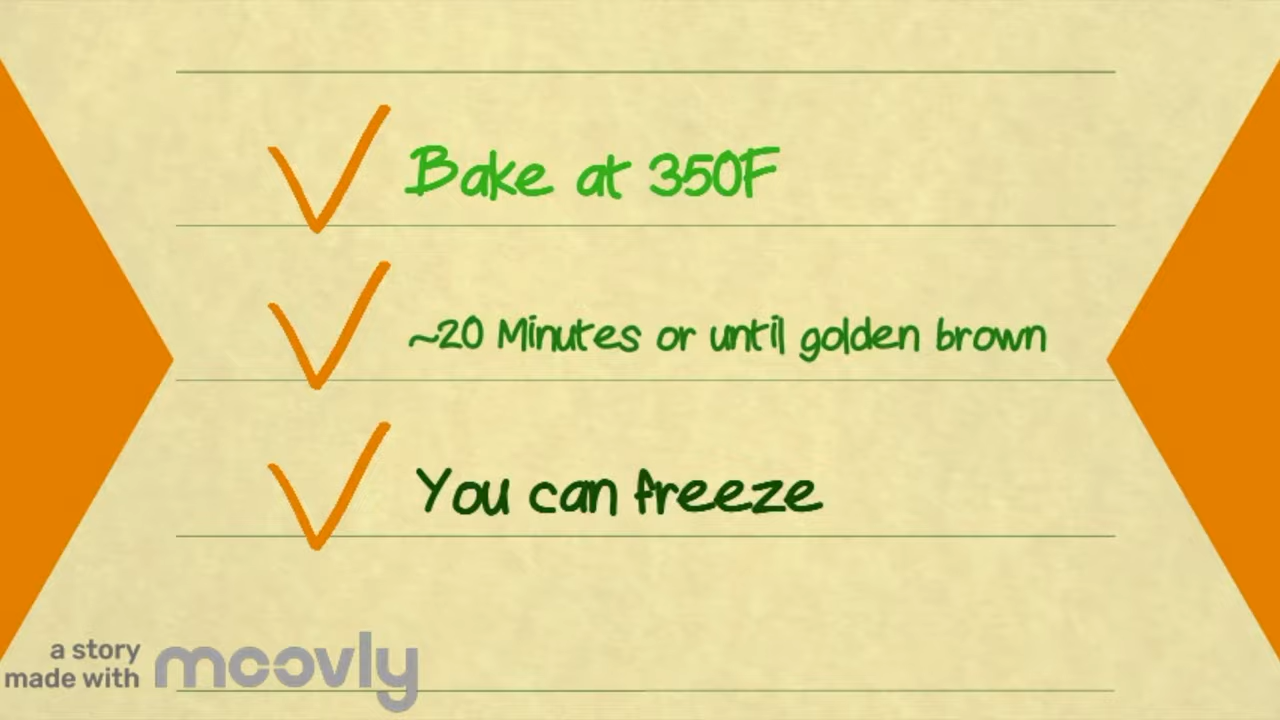 Bake at 350F
~20 Minutes or until golden brown
You can freeze
a story
made with moovly